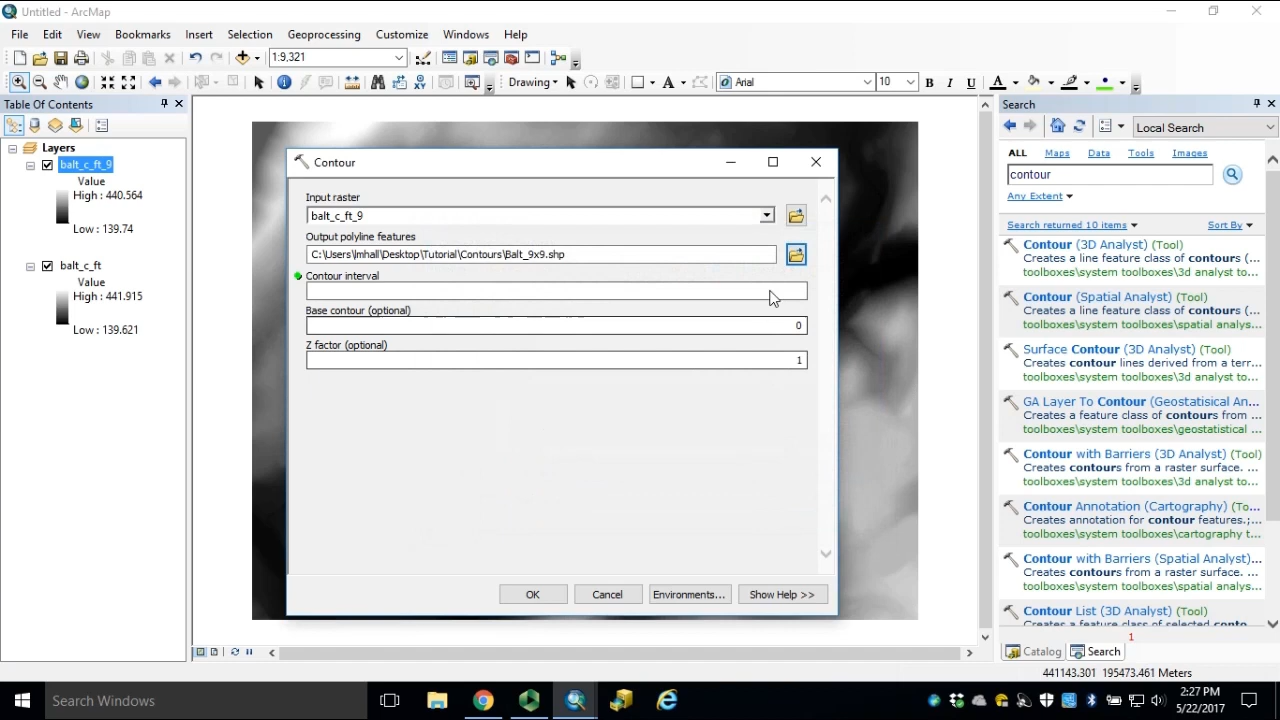 Untitled - ArcMap
File Edit View Bookmarks Insert Selection Geoprocessing Customize Windows Help
1:9,321
Drawing Arial 10 B I U A
Table Of Contents
Layers
balt_c_ft_9
Value
High : 440.564
Low : 139.74
balt_c_ft
Value
High : 441.915
Low : 139.621
Contour
Input raster
balt_c_ft_9
Output polyline features
C:\Users\lmhall\Desktop\Tutorial\Contours\Balt_9x9.shp
Contour interval
Base contour (optional)
0
Z factor (optional)
1
OK Cancel Environments... Show Help >>
Search
Local Search
ALL Maps Data Tools Images
contour
Any Extent
Search returned 10 items Sort By
Contour (3D Analyst) (Tool)
Creates a line feature class of contours (...
toolboxes\system toolboxes\3d analyst to...
Contour (Spatial Analyst) (Tool)
Creates a line feature class of contours (...
toolboxes\system toolboxes\spatial analys...
Surface Contour (3D Analyst) (Tool)
Creates contour lines derived from a terr...
toolboxes\system toolboxes\3d analyst to...
GA Layer To Contour (Geostatisical An...
Creates a feature class of contours from ...
toolboxes\system toolboxes\geostatistical ...
Contour with Barriers (3D Analyst) (Tool)
Creates contours from a raster surface. ...
toolboxes\system toolboxes\3d analyst to...
Contour Annotation (Cartography) (To...
Creates annotation for contour features.;...
toolboxes\system toolboxes\cartography t...
Contour with Barriers (Spatial Analyst)...
Creates contours from a raster surface. ...
toolboxes\system toolboxes\spatial analys...
Contour List (3D Analyst) (Tool)
Creates a feature class of selected conto...
1
Catalog Search
441143.301 195473.461 Meters
Search Windows
2:27 PM
5/22/2017